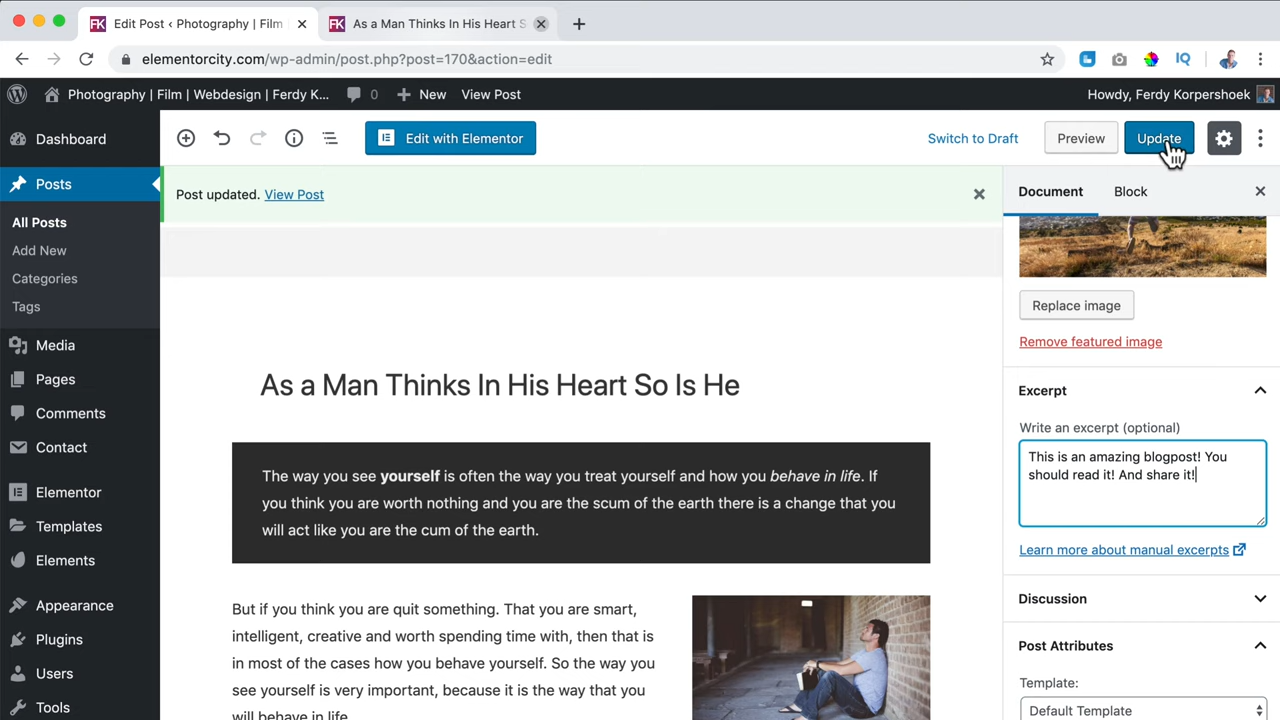 FK Edit Post ‹ Photography | Film
FK As a Man Thinks In His Heart S
elementorcity.com/wp-admin/post.php?post=170&action=edit
IQ
Photography | Film | Webdesign | Ferdy K... 0 New View Post Howdy, Ferdy Korpershoek
Dashboard
Posts
All Posts
Add New
Categories
Tags
Media
Pages
Comments
Contact
Elementor
Templates
Elements
Appearance
Plugins
Users
Tools
Edit with Elementor Switch to Draft Preview Update
Post updated. View Post
As a Man Thinks In His Heart So Is He
The way you see yourself is often the way you treat yourself and how you behave in life. If
you think you are worth nothing and you are the scum of the earth there is a change that you
will act like you are the cum of the earth.
But if you think you are quit something. That you are smart,
intelligent, creative and worth spending time with, then that is
in most of the cases how you behave yourself. So the way you
see yourself is very important, because it is the way that you
will behave in life
Document Block
Replace image
Remove featured image
Excerpt
Write an excerpt (optional)
This is an amazing blogpost! You
should read it! And share it!
Learn more about manual excerpts
Discussion
Post Attributes
Template:
Default Template